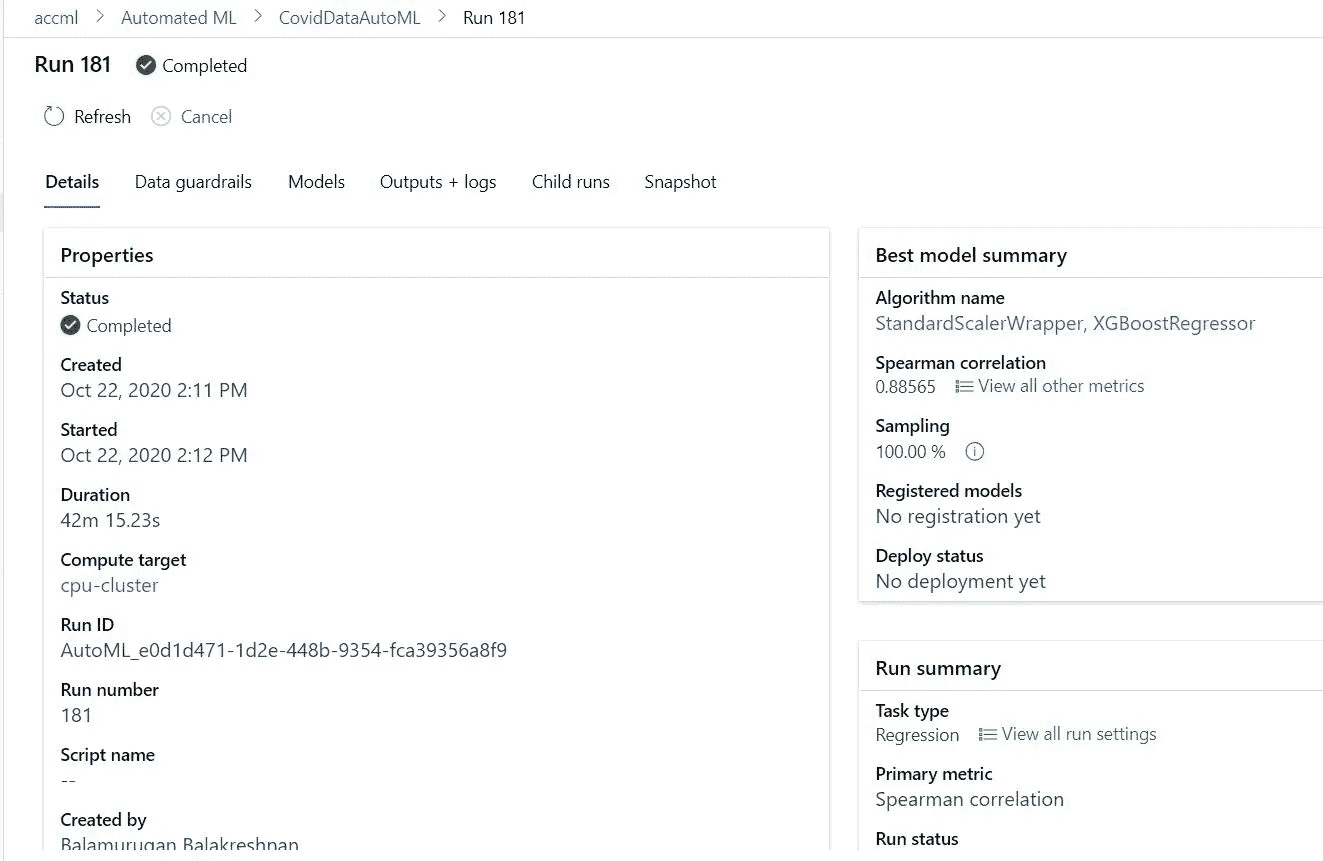 accml > Automated ML > CovidDataAutoML > Run 181
Run 181 Completed
Refresh Cancel
Details Data guardrails Models Outputs + logs Child runs Snapshot
Properties
Status
Completed
Created
Oct 22, 2020 2:11 PM
Started
Oct 22, 2020 2:12 PM
Duration
42m 15.23s
Compute target
cpu-cluster
Run ID
AutoML_e0d1d471-1d2e-448b-9354-fca39356a8f9
Run number
181
Script name
--
Created by
Balamurugan Balakreshnan
Best model summary
Algorithm name
StandardScalerWrapper, XGBoostRegressor
Spearman correlation
0.88565 View all other metrics
Sampling
100.00 %
Registered models
No registration yet
Deploy status
No deployment yet
Run summary
Task type
Regression View all run settings
Primary metric
Spearman correlation
Run status